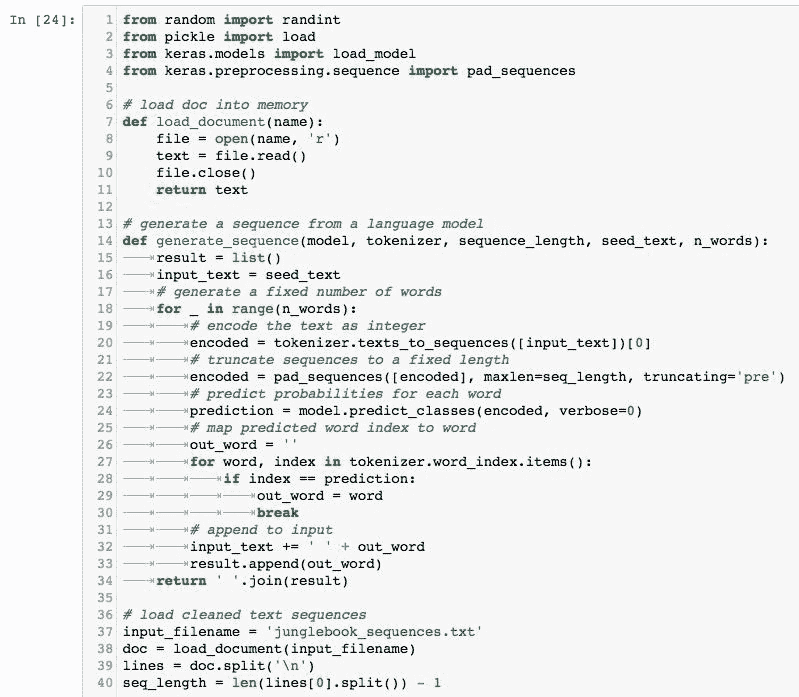 In [24]:
1 from random import randint
2 from pickle import load
3 from keras.models import load_model
4 from keras.preprocessing.sequence import pad_sequences
5
6 # load doc into memory
7 def load_document(name):
8     file = open(name, 'r')
9     text = file.read()
10     file.close()
11     return text
12
13 # generate a sequence from a language model
14 def generate_sequence(model, tokenizer, sequence_length, seed_text, n_words):
15     result = list()
16     input_text = seed_text
17     # generate a fixed number of words
18     for _ in range(n_words):
19         # encode the text as integer
20         encoded = tokenizer.texts_to_sequences([input_text])[0]
21         # truncate sequences to a fixed length
22         encoded = pad_sequences([encoded], maxlen=seq_length, truncating='pre')
23         # predict probabilities for each word
24         prediction = model.predict_classes(encoded, verbose=0)
25         # map predicted word index to word
26         out_word = ''
27         for word, index in tokenizer.word_index.items():
28             if index == prediction:
29                 out_word = word
30                 break
31         # append to input
32         input_text += ' ' + out_word
33         result.append(out_word)
34     return ' '.join(result)
35
36 # load cleaned text sequences
37 input_filename = 'junglebook_sequences.txt'
38 doc = load_document(input_filename)
39 lines = doc.split('\n')
40 seq_length = len(lines[0].split()) - 1